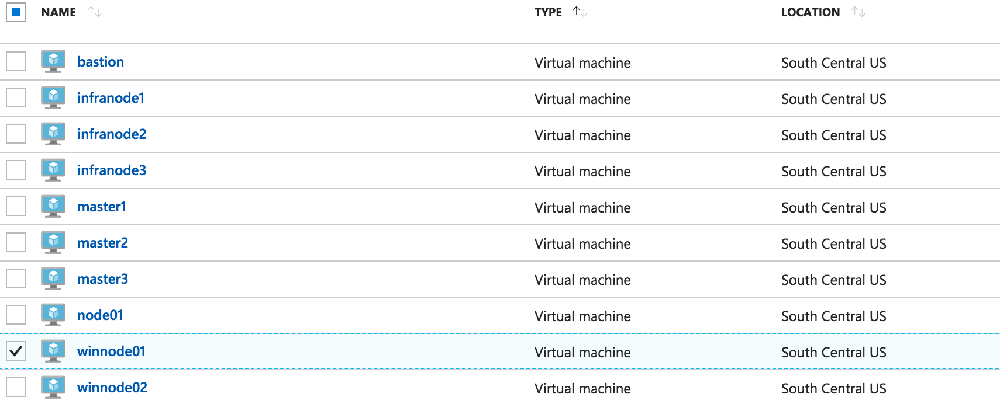 NAME TYPE LOCATION
bastion Virtual machine South Central US
infranode1 Virtual machine South Central US
infranode2 Virtual machine South Central US
infranode3 Virtual machine South Central US
master1 Virtual machine South Central US
master2 Virtual machine South Central US
master3 Virtual machine South Central US
node01 Virtual machine South Central US
winnode01 Virtual machine South Central US
winnode02 Virtual machine South Central US